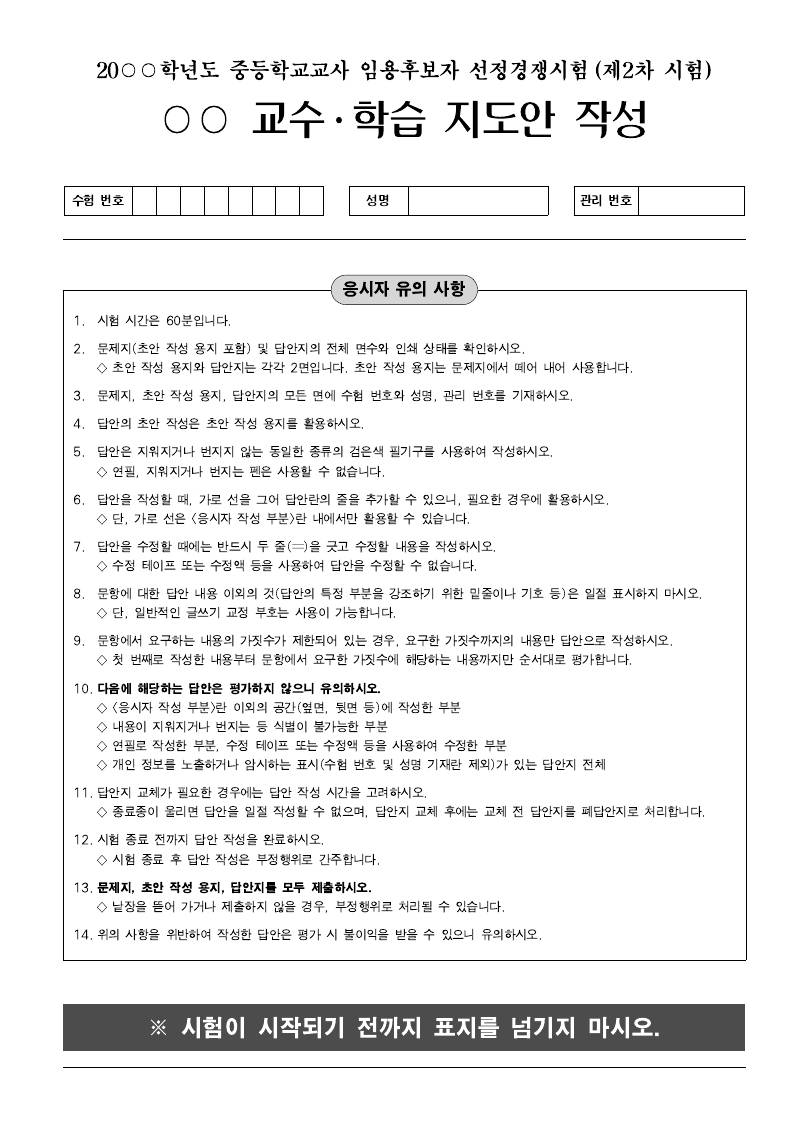 20○○학년도 중등학교교사 임용후보자 선정경쟁시험(제2차 시험)
○○ 교수·학습 지도안 작성
수험 번호 성명 관리 번호
응시자 유의 사항
1. 시험 시간은 60분입니다.
2. 문제지(초안 작성 용지 포함) 및 답안지의 전체 면수와 인쇄 상태를 확인하시오.
◇ 초안 작성 용지와 답안지는 각각 2면입니다. 초안 작성 용지는 문제지에서 떼어 내어 사용합니다.
3. 문제지, 초안 작성 용지, 답안지의 모든 면에 수험 번호와 성명, 관리 번호를 기재하시오.
4. 답안의 초안 작성은 초안 작성 용지를 활용하시오.
5. 답안은 지워지거나 번지지 않는 동일한 종류의 검은색 필기구를 사용하여 작성하시오.
◇ 연필, 지워지거나 번지는 펜은 사용할 수 없습니다.
6. 답안을 작성할 때, 가로 선을 그어 답안란의 줄을 추가할 수 있으니, 필요한 경우에 활용하시오.
◇ 단, 가로 선은 〈응시자 작성 부분〉란 내에서만 활용할 수 있습니다.
7. 답안을 수정할 때에는 반드시 두 줄(=)을 긋고 수정할 내용을 작성하시오.
◇ 수정 테이프 또는 수정액 등을 사용하여 답안을 수정할 수 없습니다.
8. 문항에 대한 답안 내용 이외의 것(답안의 특정 부분을 강조하기 위한 밑줄이나 기호 등)은 일절 표시하지 마시오.
◇ 단, 일반적인 글쓰기 교정 부호는 사용이 가능합니다.
9. 문항에서 요구하는 내용의 가짓수가 제한되어 있는 경우, 요구한 가짓수까지의 내용만 답안으로 작성하시오.
◇ 첫 번째로 작성한 내용부터 문항에서 요구한 가짓수에 해당하는 내용까지만 순서대로 평가합니다.
10. 다음에 해당하는 답안은 평가하지 않으니 유의하시오.
◇ 〈응시자 작성 부분〉란 이외의 공간(옆면, 뒷면 등)에 작성한 부분
◇ 내용이 지워지거나 번지는 등 식별이 불가능한 부분
◇ 연필로 작성한 부분, 수정 테이프 또는 수정액 등을 사용하여 수정한 부분
◇ 개인 정보를 노출하거나 암시하는 표시(수험 번호 및 성명 기재란 제외)가 있는 답안지 전체
11. 답안지 교체가 필요한 경우에는 답안 작성 시간을 고려하시오.
◇ 종료종이 울리면 답안을 일절 작성할 수 없으며, 답안지 교체 후에는 교체 전 답안지를 폐답안지로 처리합니다.
12. 시험 종료 전까지 답안 작성을 완료하시오.
◇ 시험 종료 후 답안 작성은 부정행위로 간주합니다.
13. 문제지, 초안 작성 용지, 답안지를 모두 제출하시오.
◇ 낱장을 뜯어 가거나 제출하지 않을 경우, 부정행위로 처리될 수 있습니다.
14. 위의 사항을 위반하여 작성한 답안은 평가 시 불이익을 받을 수 있으니 유의하시오.
※ 시험이 시작되기 전까지 표지를 넘기지 마시오.